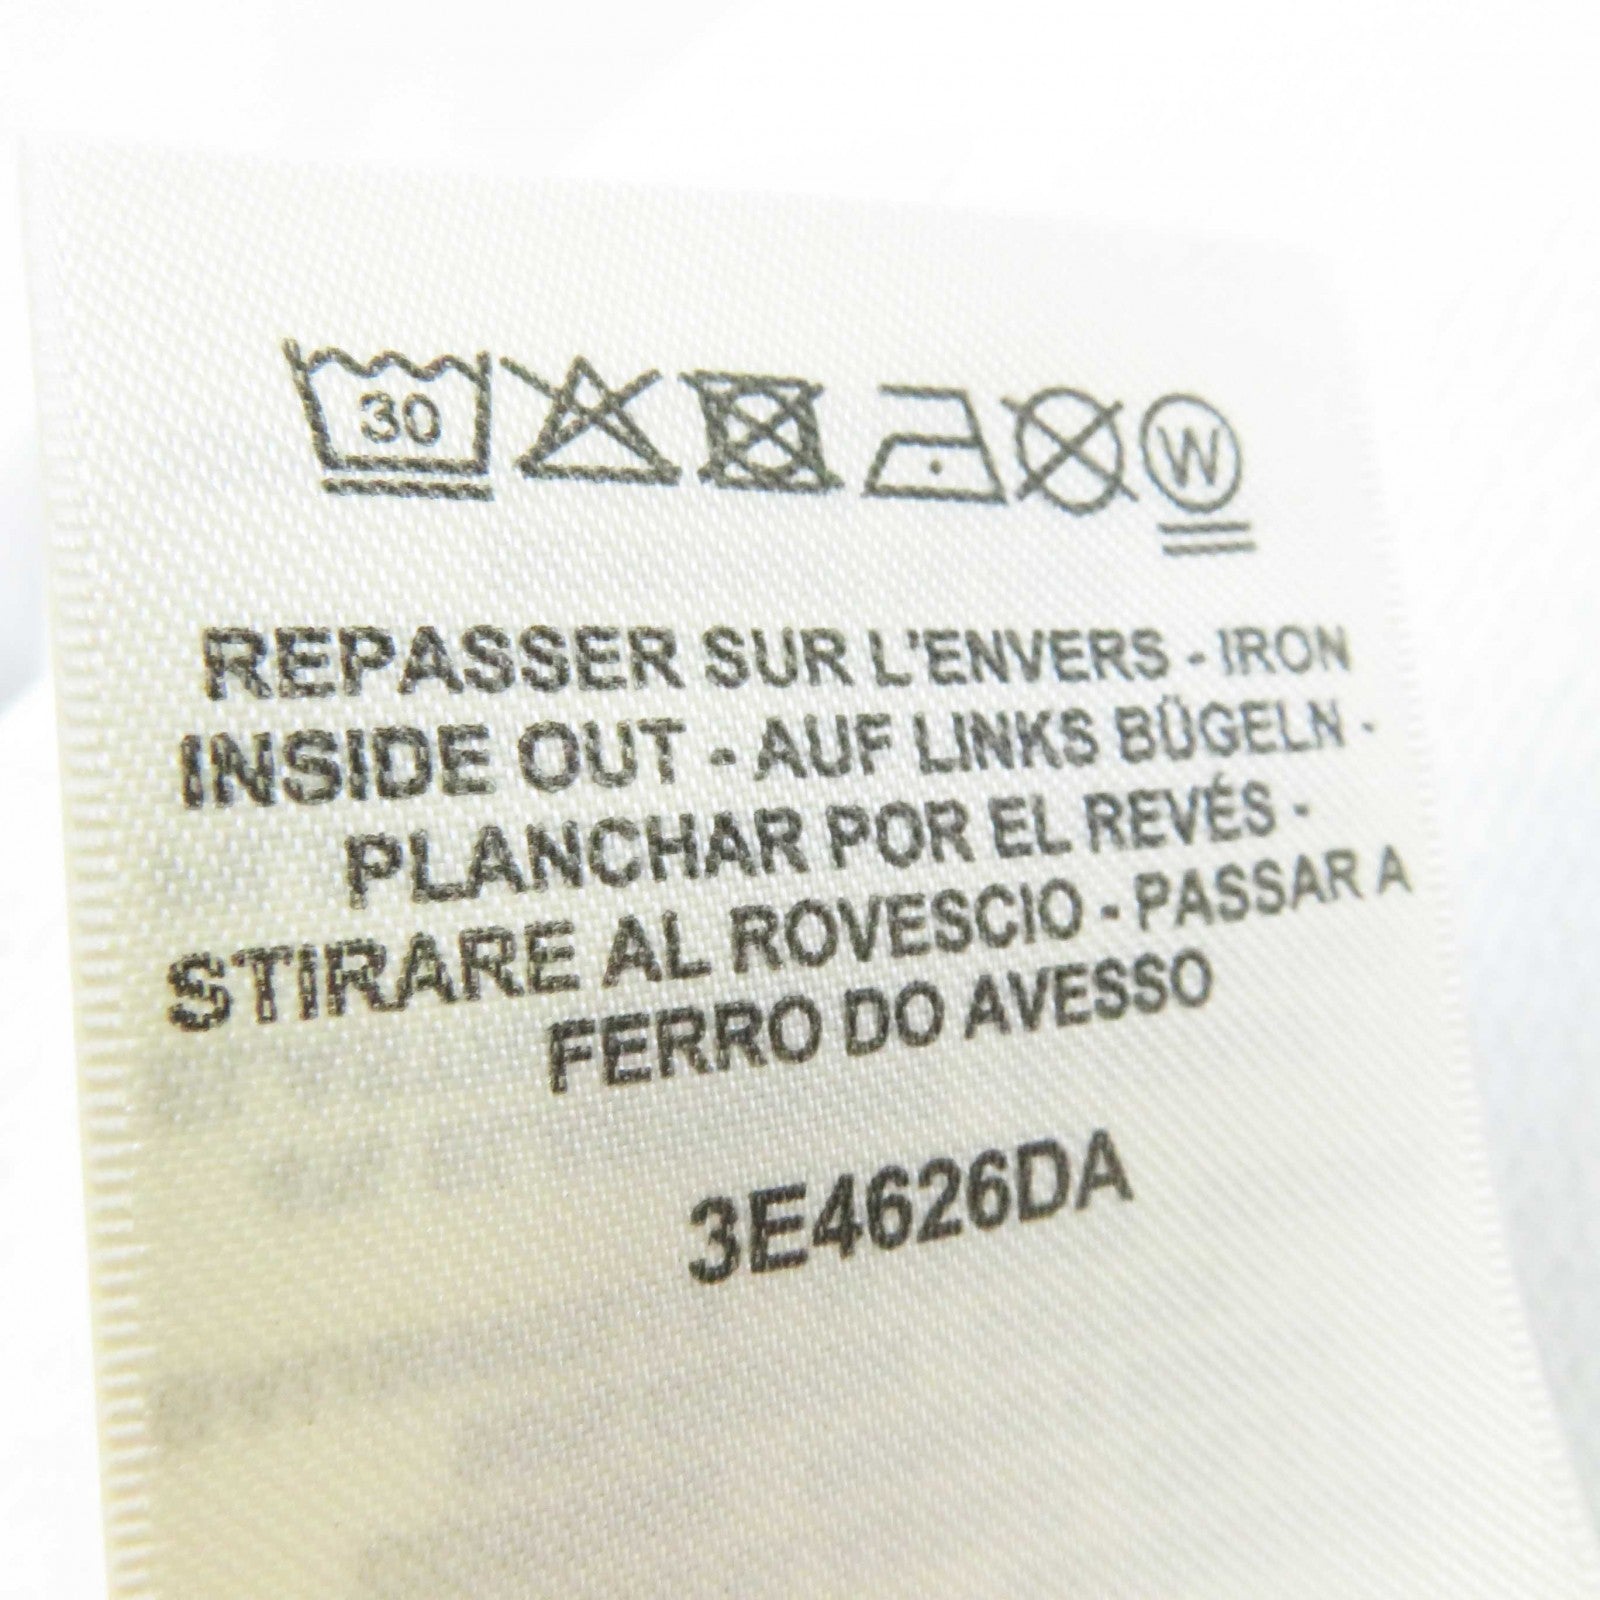 30 W
REPASSER SUR L'ENVERS - IRON
INSIDE OUT - AUF LINKS BÜGELN -
PLANCHAR POR EL REVÉS -
STIRARE AL ROVESCIO - PASSAR A
FERRO DO AVESSO
3E4626DA